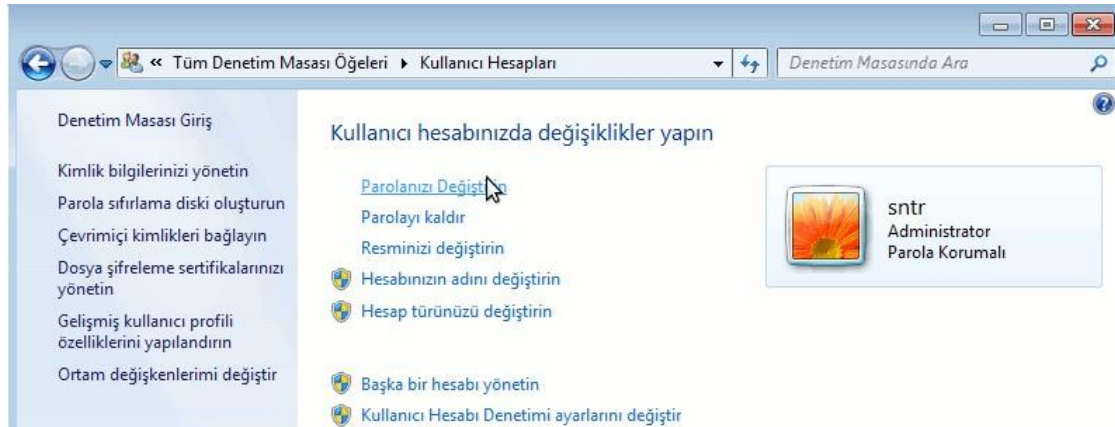 « Tüm Denetim Masası Öğeleri ▸ Kullanıcı Hesapları
Denetim Masasında Ara
Denetim Masası Giriş
Kimlik bilgilerinizi yönetin
Parola sıfırlama diski oluşturun
Çevrimiçi kimlikleri bağlayın
Dosya şifreleme sertifikalarınızı
yönetin
Gelişmiş kullanıcı profili
özelliklerini yapılandırın
Ortam değişkenlerimi değiştir
Kullanıcı hesabınızda değişiklikler yapın
Parolanızı Değiştirin
Parolayı kaldır
Resminizi değiştirin
Hesabınızın adını değiştirin
Hesap türünüzü değiştirin
Başka bir hesabı yönetin
Kullanıcı Hesabı Denetimi ayarlarını değiştir
sntr
Administrator
Parola Korumalı